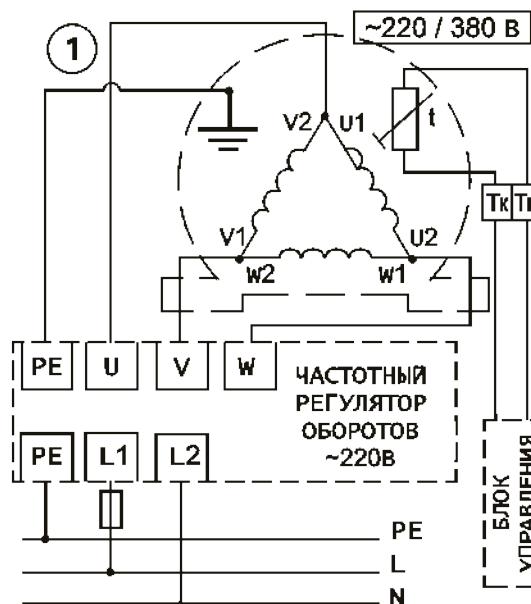 1
~220 / 380 В
V2
U1
t
V1
U2
W2
W1
Тк
PE
U
V
W
ЧАСТОТНЫЙ
РЕГУЛЯТОР
ОБОРОТОВ
~220В
PE
L1
L2
БЛОК
УПРАВЛЕНИЯ
PE
L
N